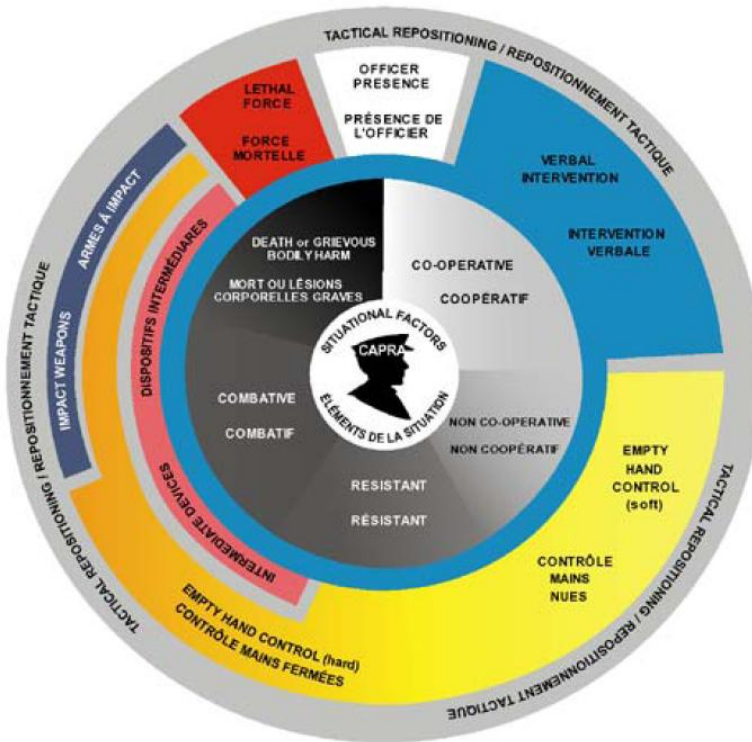 TACTICAL REPOSITIONING / REPOSITIONNEMENT TACTIQUE
OFFICER
PRESENCE
PRÉSENCE DE
L'OFFICIER
VERBAL
INTERVENTION
INTERVENTION
VERBALE
EMPTY
HAND
CONTROL
(soft)
CONTRÔLE
MAINS
NUES
TACTICAL REPOSITIONING / REPOSITIONNEMENT TACTIQUE
EMPTY HAND CONTROL (hard)
CONTRÔLE MAINS FERMÉES
INTERMEDIATE DEVICES
DISPOSITIFS INTERMÉDIARES
IMPACT WEAPONS
ARMES À IMPACT
TACTICAL REPOSITIONING / REPOSITIONNEMENT TACTIQUE
LETHAL
FORCE
FORCE
MORTELLE
DEATH or GRIEVOUS
BODILY HARM
MORT OU LÉSIONS
CORPORELLES GRAVES
CO-OPERATIVE
COOPÉRATIF
NON CO-OPERATIVE
NON COOPÉRATIF
RESISTANT
RÉSISTANT
COMBATIVE
COMBATIF
SITUATIONAL FACTORS
CAPRA
ÉLÉMENTS DE LA SITUATION